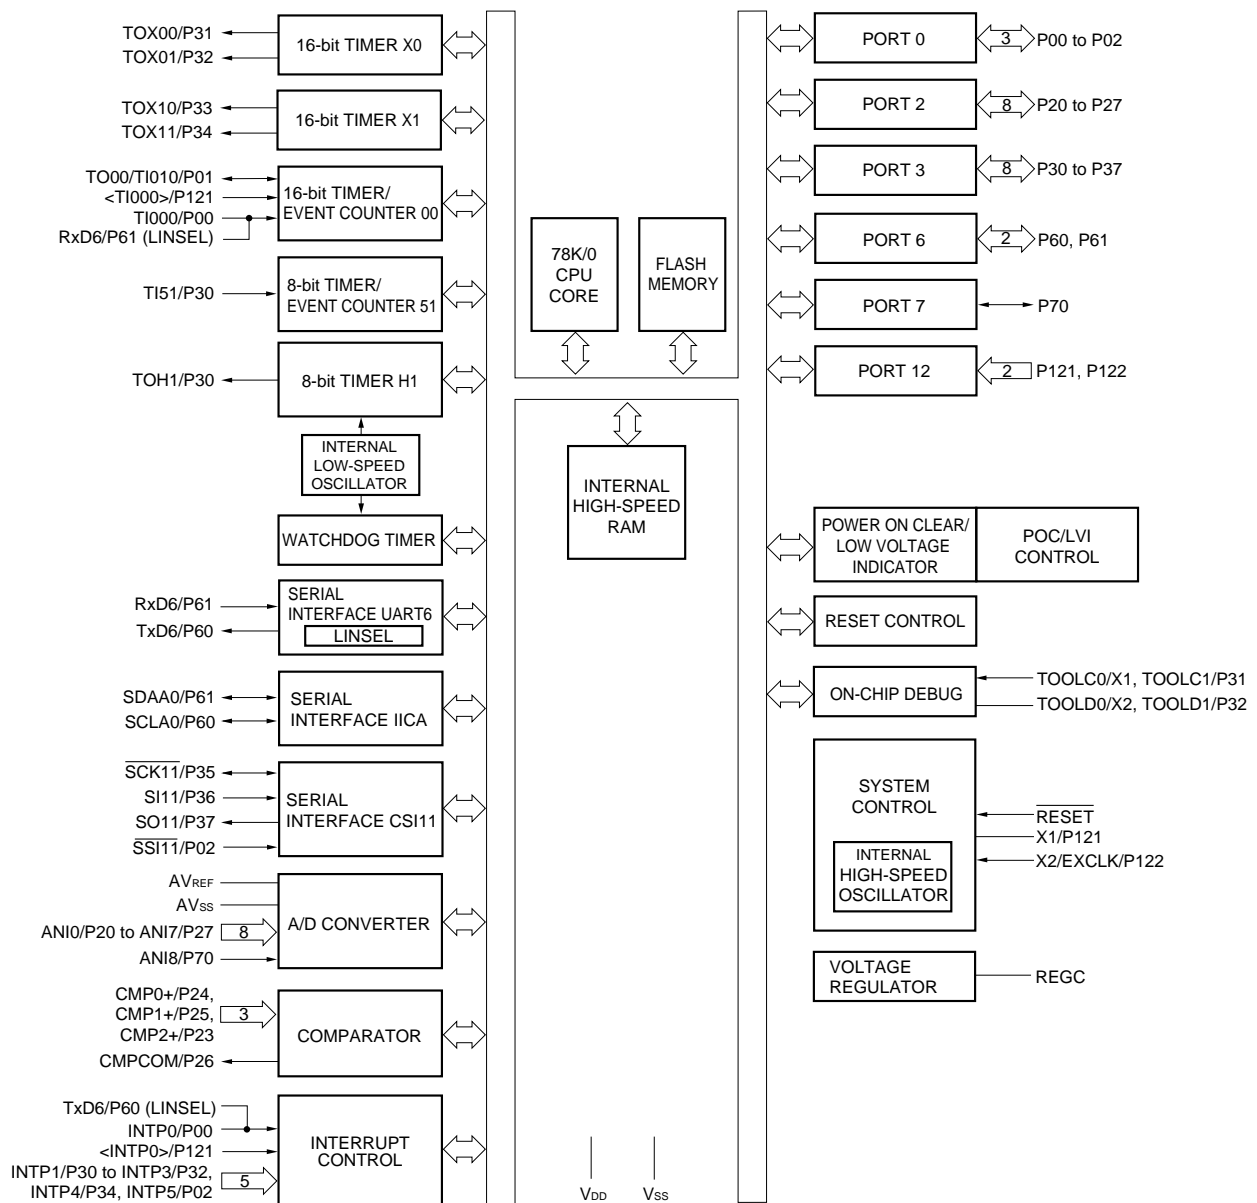 TOX00/P31
TOX01/P32
16-bit TIMER X0
TOX10/P33
TOX11/P34
16-bit TIMER X1
TO00/TI010/P01
<TI000>/P121
TI000/P00
RxD6/P61 (LINSEL)
16-bit TIMER/
EVENT COUNTER 00
TI51/P30
8-bit TIMER/
EVENT COUNTER 51
TOH1/P30
8-bit TIMER H1
INTERNAL
LOW-SPEED
OSCILLATOR
WATCHDOG TIMER
RxD6/P61
TxD6/P60
SERIAL
INTERFACE UART6
LINSEL
SDAA0/P61
SCLA0/P60
SERIAL
INTERFACE IICA
SCK11/P35
SI11/P36
SO11/P37
SSI11/P02
SERIAL
INTERFACE CSI11
AVREF
AVSS
ANI0/P20 to ANI7/P27
8
ANI8/P70
A/D CONVERTER
CMP0+/P24,
CMP1+/P25,
CMP2+/P23
3
CMPCOM/P26
COMPARATOR
TxD6/P60 (LINSEL)
INTP0/P00
<INTP0>/P121
INTP1/P30 to INTP3/P32,
INTP4/P34, INTP5/P02
5
INTERRUPT
CONTROL
78K/0
CPU
CORE
FLASH
MEMORY
INTERNAL
HIGH-SPEED
RAM
VDD
VSS
PORT 0
3
P00 to P02
PORT 2
8
P20 to P27
PORT 3
8
P30 to P37
PORT 6
2
P60, P61
PORT 7
P70
PORT 12
2
P121, P122
POWER ON CLEAR/
LOW VOLTAGE
INDICATOR
POC/LVI
CONTROL
RESET CONTROL
ON-CHIP DEBUG
TOOLC0/X1, TOOLC1/P31
TOOLD0/X2, TOOLD1/P32
SYSTEM
CONTROL
INTERNAL
HIGH-SPEED
OSCILLATOR
RESET
X1/P121
X2/EXCLK/P122
VOLTAGE
REGULATOR
REGC